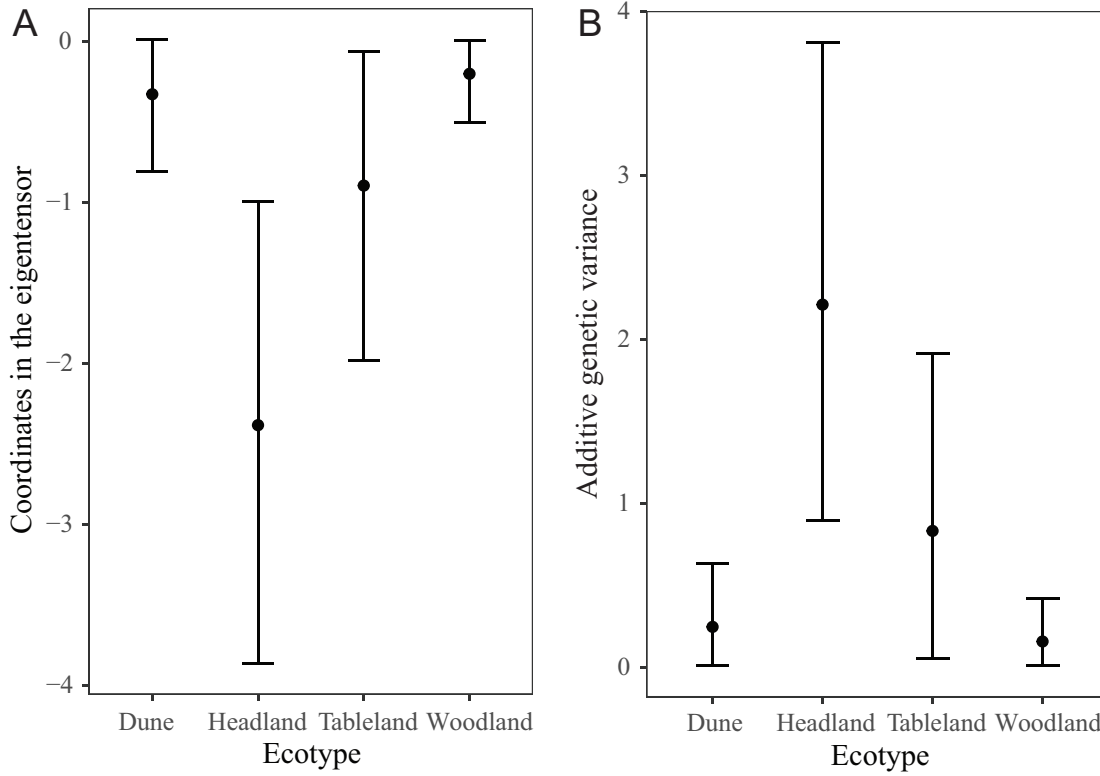 A
Coordinates in the eigentensor
0
−1
−2
−3
−4
Dune Headland Tableland Woodland
Ecotype
B
Additive genetic variance
4
3
2
1
0
Dune Headland Tableland Woodland
Ecotype